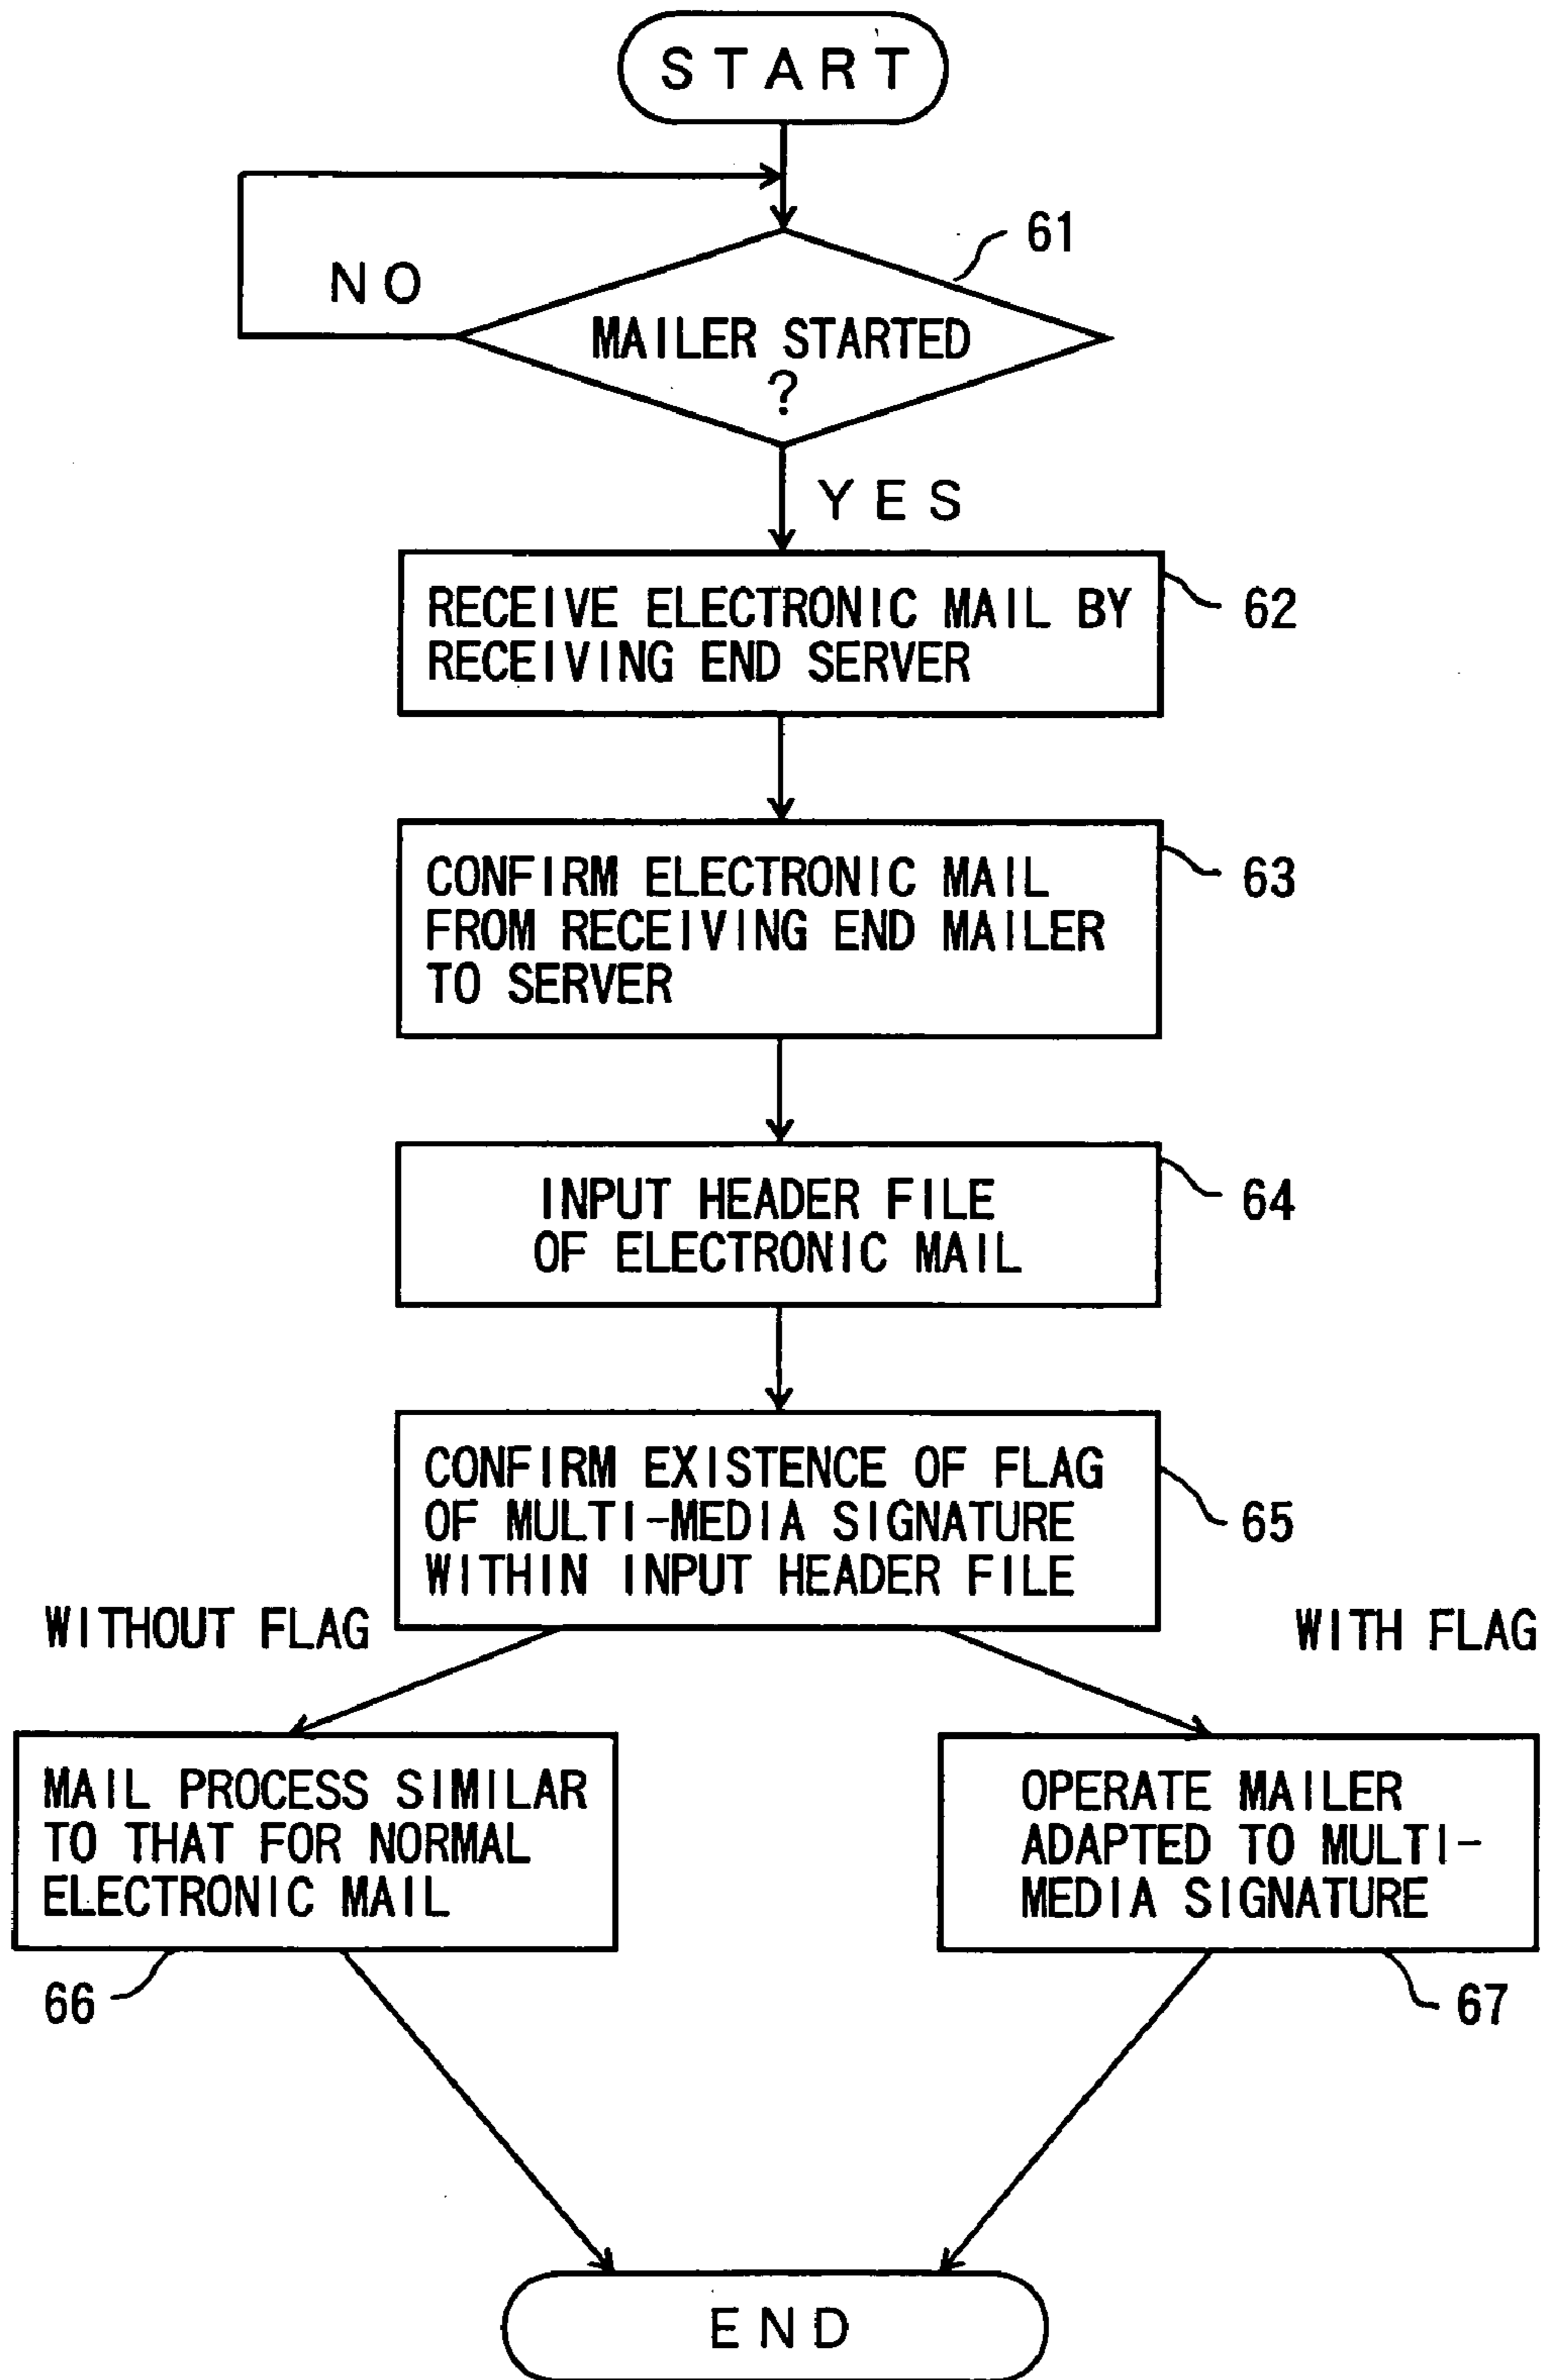 START
61
NO
MAILER STARTED
?
YES
RECEIVE ELECTRONIC MAIL BY
RECEIVING END SERVER
62
CONFIRM ELECTRONIC MAIL
FROM RECEIVING END MAILER
TO SERVER
63
INPUT HEADER FILE
OF ELECTRONIC MAIL
64
CONFIRM EXISTENCE OF FLAG
OF MULTI-MEDIA SIGNATURE
WITHIN INPUT HEADER FILE
65
WITHOUT FLAG
WITH FLAG
MAIL PROCESS SIMILAR
TO THAT FOR NORMAL
ELECTRONIC MAIL
66
OPERATE MAILER
ADAPTED TO MULTI-
MEDIA SIGNATURE
67
END